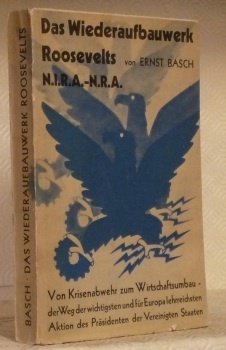 Das Wiederaufbauwerk
Roosevelts von ERNST BASCH
N.I.R.A.-N.R.A.
Von Krisenabwehr zum Wirtschaftsumbau -
der Weg der wichtigsten und für Europa lehrreichsten
Aktion des Präsidenten der Vereinigten Staaten
BASCH - DAS WIEDERAUFBAUWERK ROOSEVELTS